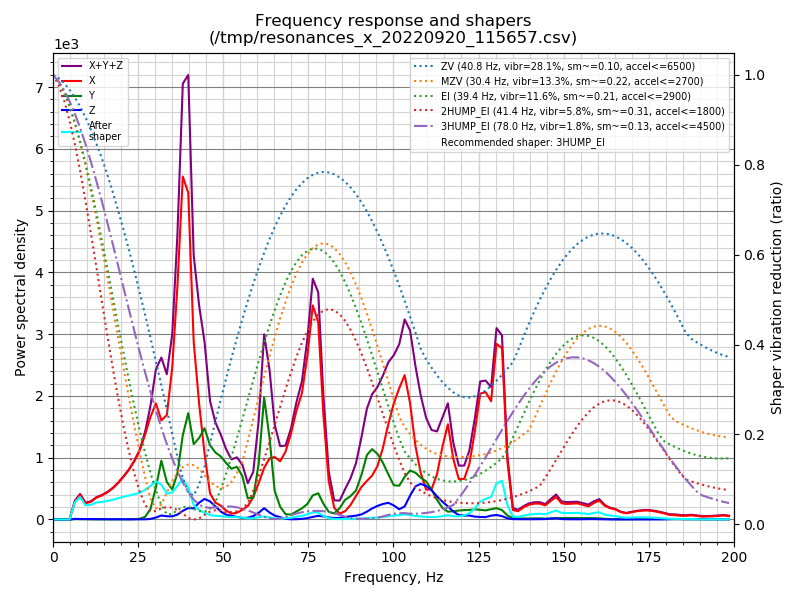 Frequency response and shapers
(/tmp/resonances_x_20220920_115657.csv)
1e3
X+Y+Z
X
Y
Z
After
shaper
ZV (40.8 Hz, vibr=28.1%, sm~=0.10, accel<=6500)
MZV (30.4 Hz, vibr=13.3%, sm~=0.22, accel<=2700)
EI (39.4 Hz, vibr=11.6%, sm~=0.21, accel<=2900)
2HUMP_EI (41.4 Hz, vibr=5.8%, sm~=0.31, accel<=1800)
3HUMP_EI (78.0 Hz, vibr=1.8%, sm~=0.13, accel<=4500)
Recommended shaper: 3HUMP_EI
Power spectral density
7
6
5
4
3
2
1
0
1.0
0.8
0.6
0.4
0.2
0.0
Shaper vibration reduction (ratio)
0 25 50 75 100 125 150 175 200
Frequency, Hz